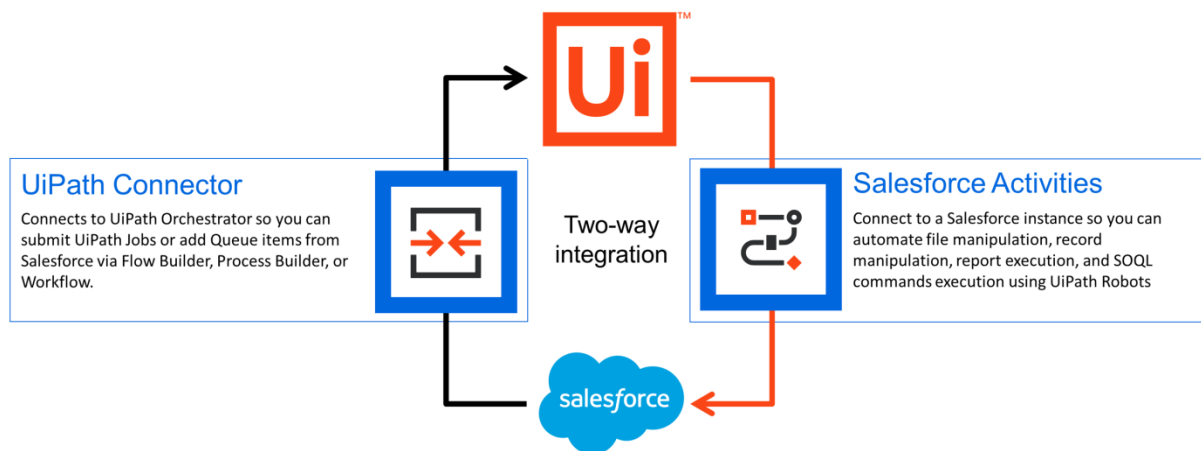 Ui™
UiPath Connector
Connects to UiPath Orchestrator so you can
submit UiPath Jobs or add Queue items from
Salesforce via Flow Builder, Process Builder, or
Workflow.
Two-way
integration
Salesforce Activities
Connect to a Salesforce instance so you can
automate file manipulation, record
manipulation, report execution, and SOQL
commands execution using UiPath Robots
salesforce